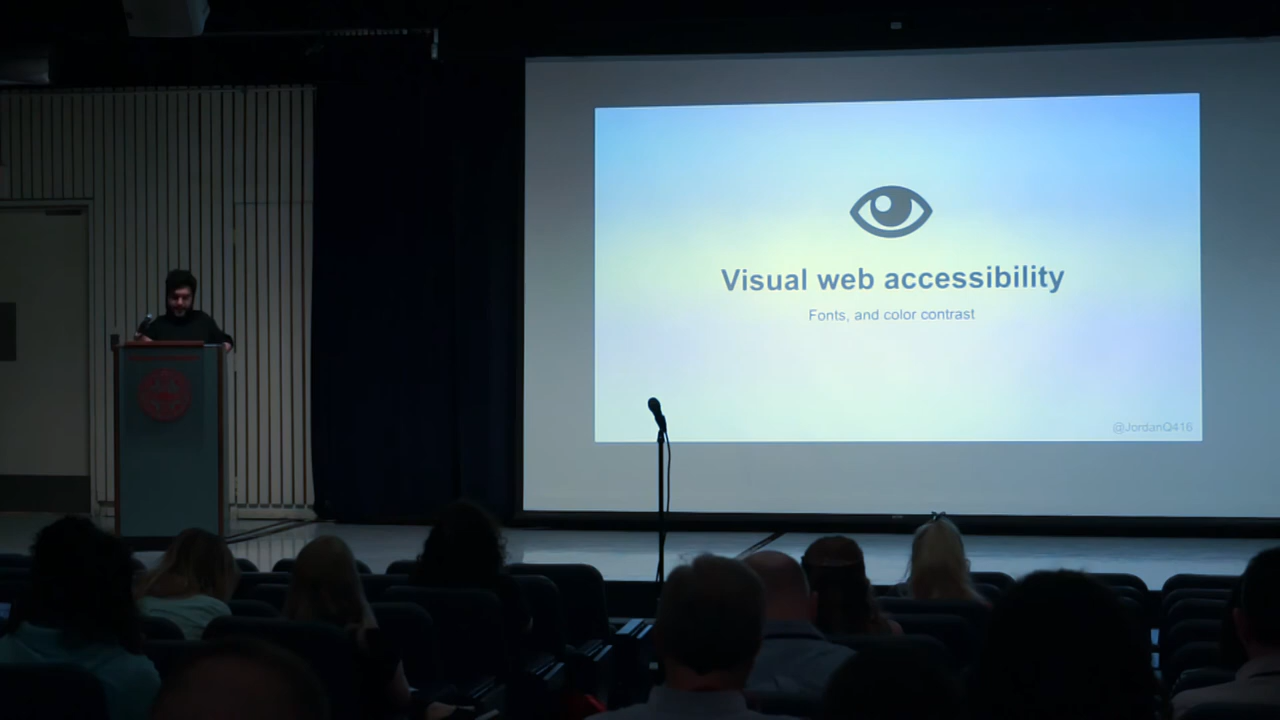 Visual web accessibility
Fonts, and color contrast
@JordanQ416